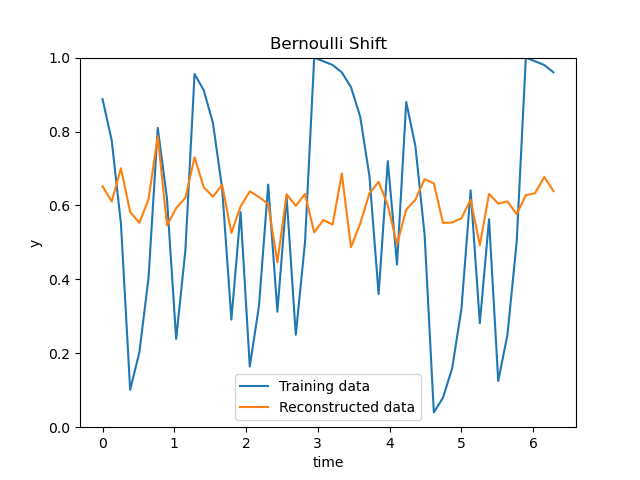 Bernoulli Shift
1.0
0.8
0.6
0.4
0.2
0.0
y
Training data
Reconstructed data
0 1 2 3 4 5 6
time